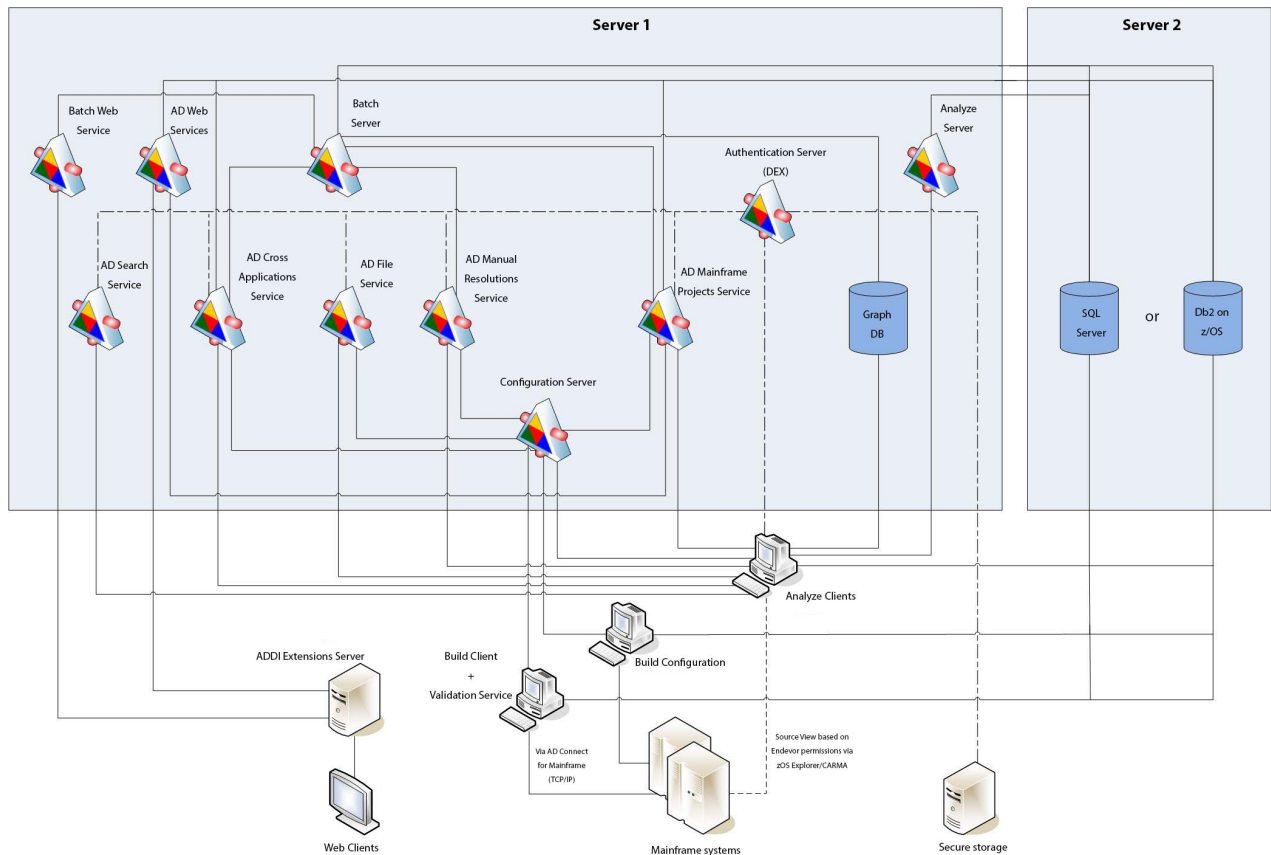 Server 1
Server 2
Batch Web
Service
AD Web
Services
Batch
Server
Analyze
Server
Authentication Server
(DEX)
AD Search
Service
AD Cross
Applications
Service
AD File
Service
AD Manual
Resolutions
Service
AD Mainframe
Projects Service
Graph
DB
SQL
Server
or
Db2 on
z/OS
Configuration Server
Analyze Clients
Build Configuration
ADDI Extensions Server
Build Client
+
Validation Service
Via AD Connect
for Mainframe
(TCP/IP)
Source View based on
Endevor permissions via
zOS Explorer/CARMA
Web Clients
Mainframe systems
Secure storage